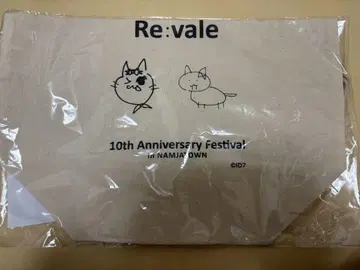 Re:vale
10th Anniversary Festival
in NAMJATOWN
©ID7